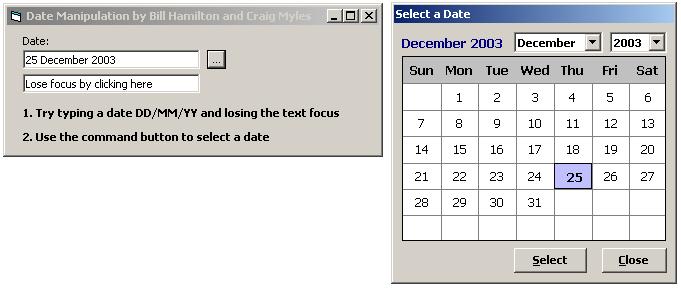 Date Manipulation by Bill Hamilton and Craig Myles
Date:
25 December 2003
...
Lose focus by clicking here
1. Try typing a date DD/MM/YY and losing the text focus
2. Use the command button to select a date
Select a Date
December 2003 December 2003
Sun Mon Tue Wed Thu Fri Sat
1 2 3 4 5 6
7 8 9 10 11 12 13
14 15 16 17 18 19 20
21 22 23 24 25 26 27
28 29 30 31
Select Close